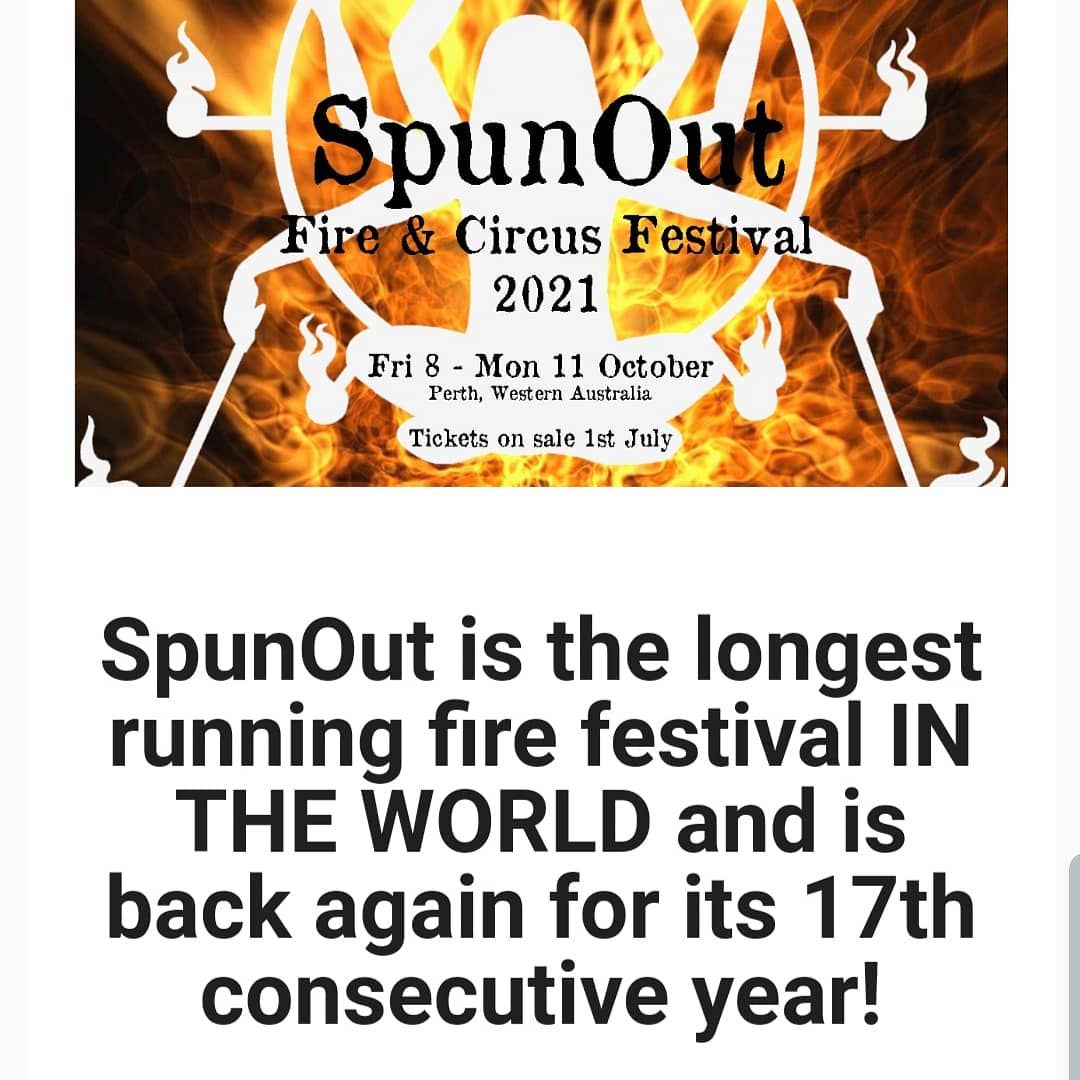 SpunOut
Fire & Circus Festival
2021
Fri 8 - Mon 11 October
Perth, Western Australia
Tickets on sale 1st July
SpunOut is the longest
running fire festival IN
THE WORLD and is
back again for its 17th
consecutive year!